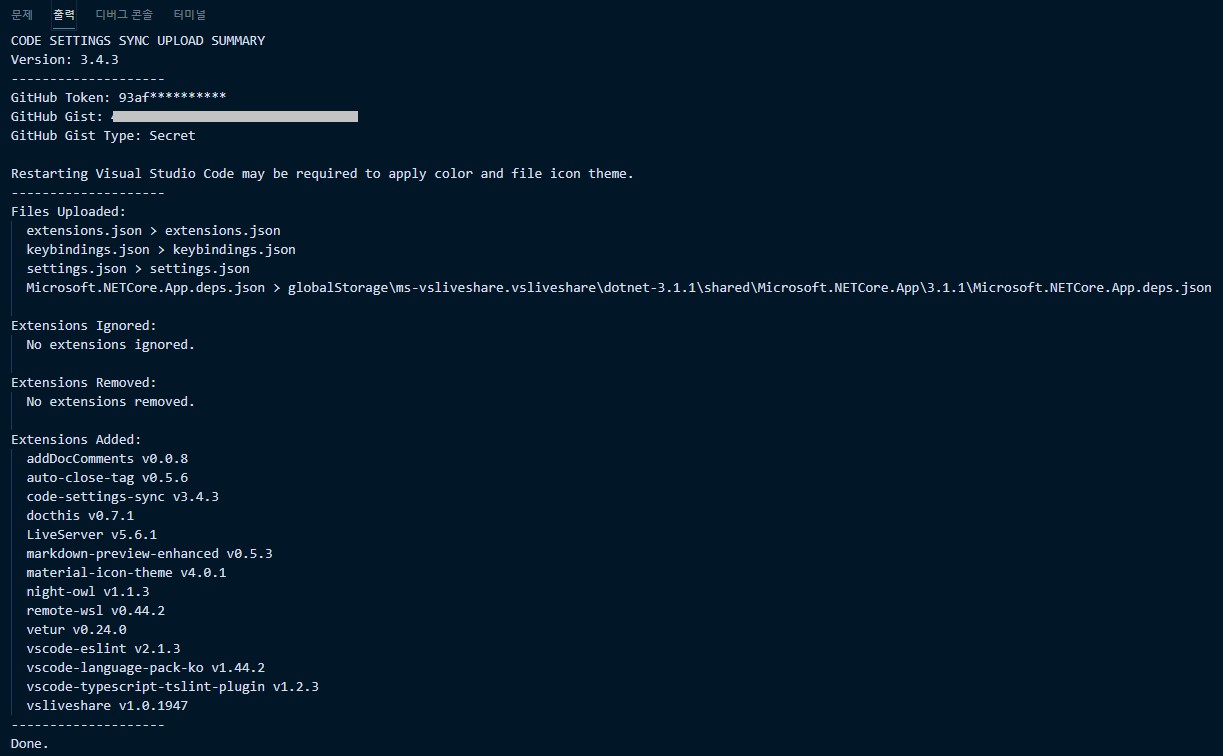 문제 출력 디버그 콘솔 터미널
CODE SETTINGS SYNC UPLOAD SUMMARY
Version: 3.4.3
--------------------
GitHub Token: 93af**********
GitHub Gist:
GitHub Gist Type: Secret
Restarting Visual Studio Code may be required to apply color and file icon theme.
--------------------
Files Uploaded:
extensions.json > extensions.json
keybindings.json > keybindings.json
settings.json > settings.json
Microsoft.NETCore.App.deps.json > globalStorage\ms-vsliveshare.vsliveshare\dotnet-3.1.1\shared\Microsoft.NETCore.App\3.1.1\Microsoft.NETCore.App.deps.json
Extensions Ignored:
No extensions ignored.
Extensions Removed:
No extensions removed.
Extensions Added:
addDocComments v0.0.8
auto-close-tag v0.5.6
code-settings-sync v3.4.3
docthis v0.7.1
LiveServer v5.6.1
markdown-preview-enhanced v0.5.3
material-icon-theme v4.0.1
night-owl v1.1.3
remote-wsl v0.44.2
vetur v0.24.0
vscode-eslint v2.1.3
vscode-language-pack-ko v1.44.2
vscode-typescript-tslint-plugin v1.2.3
vsliveshare v1.0.1947
--------------------
Done.